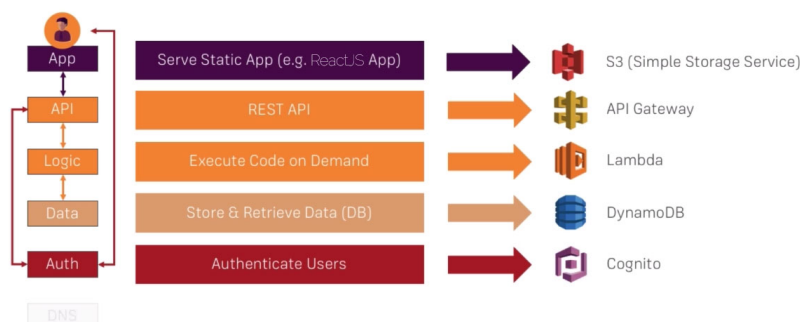 App
Serve Static App (e.g. ReactJS App)
S3 (Simple Storage Service)
API
REST API
API Gateway
Logic
Execute Code on Demand
Lambda
Data
Store & Retrieve Data (DB)
DynamoDB
Auth
Authenticate Users
Cognito
DNS